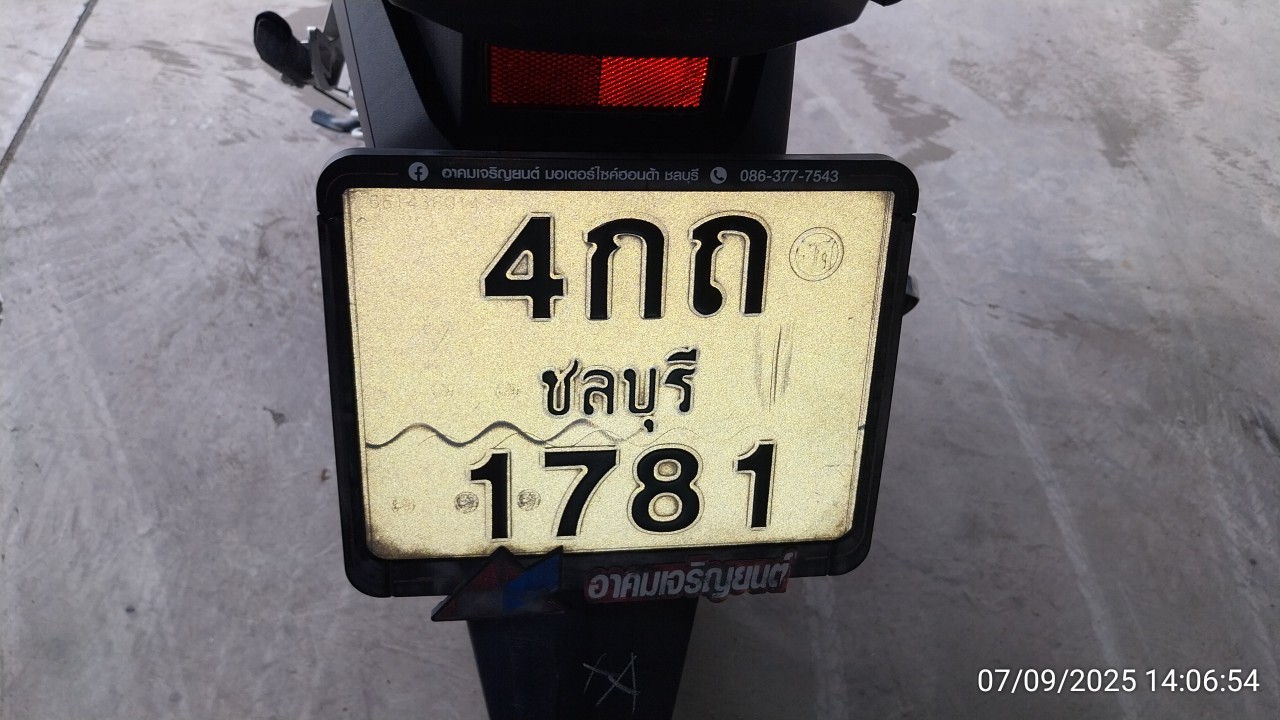 อาคมเจริญยนต์ มอเตอร์ไซค์ฮอนด้า ชลบุรี 086-377-7543
4กถ
ชลบุรี
1781
อาคมเจริญยนต์
07/09/2025 14:06:54